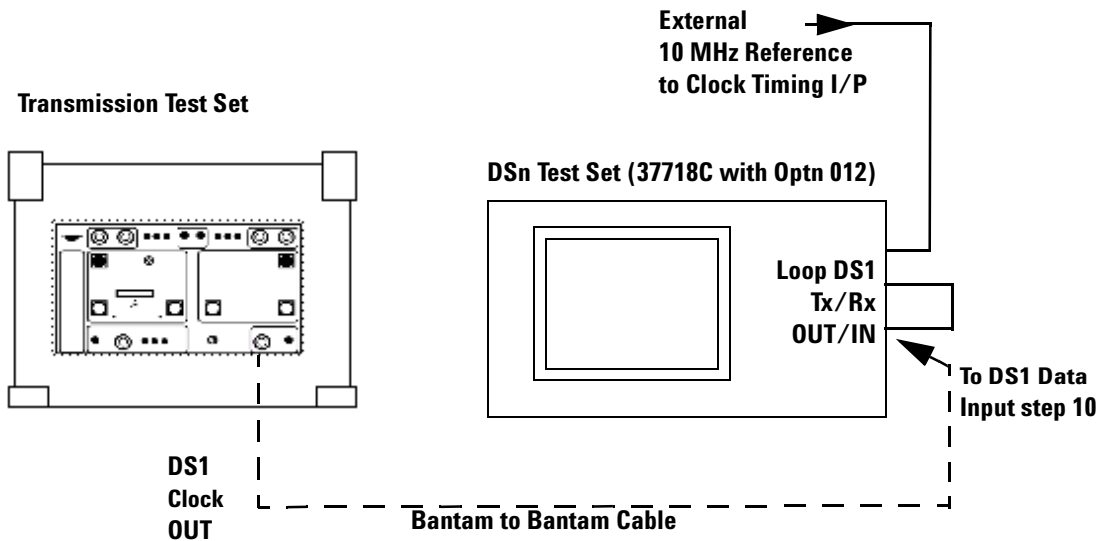 External
10 MHz Reference
to Clock Timing I/P
Transmission Test Set
DSn Test Set (37718C with Optn 012)
Loop DS1
Tx/Rx
OUT/IN
To DS1 Data
Input step 10
DS1
Clock
OUT
Bantam to Bantam Cable